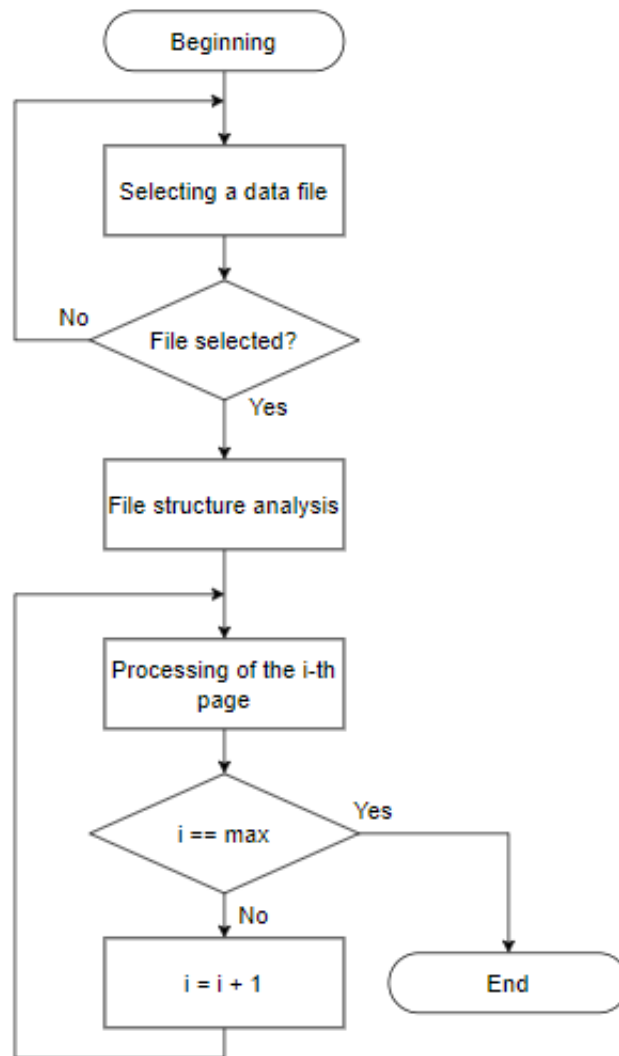 Beginning
Selecting a data file
No
File selected?
Yes
File structure analysis
Processing of the i-th
page
Yes
i == max
No
i = i + 1
End